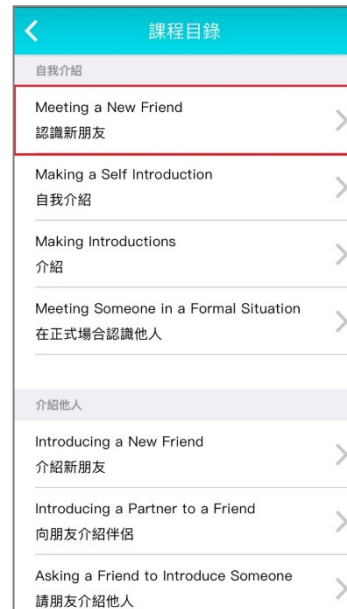 課程目錄
自我介紹
Meeting a New Friend
認識新朋友
Making a Self Introduction
自我介紹
Making Introductions
介紹
Meeting Someone in a Formal Situation
在正式場合認識他人
介紹他人
Introducing a New Friend
介紹新朋友
Introducing a Partner to a Friend
向朋友介紹伴侶
Asking a Friend to Introduce Someone
請朋友介紹他人